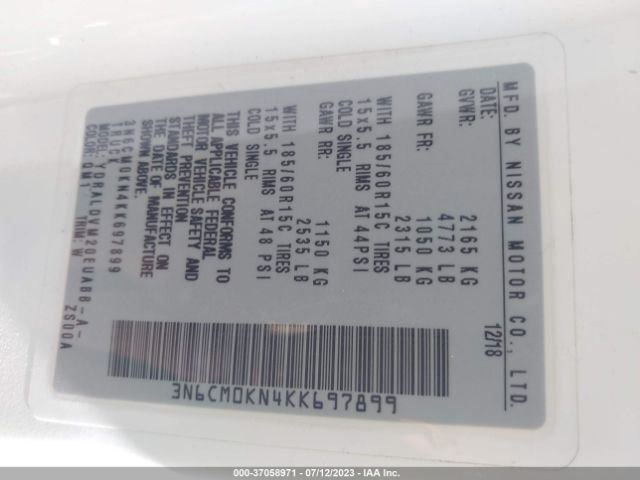 MFD. BY NISSAN MOTOR CO., LTD.
DATE: 12/18
GVWR: 2165 KG
4773 LB
GAWR FR: 1050 KG
2315 LB
WITH 185/60R15C TIRES
15x5.5 RIMS AT 44PSI
COLD SINGLE
GAWR RR: 1150 KG
2535 LB
WITH 185/60R15C TIRES
15x5.5 RIMS AT 48 PSI
COLD SINGLE
THIS VEHICLE CONFORMS TO
ALL APPLICABLE FEDERAL
MOTOR VEHICLE SAFETY AND
THEFT PREVENTION
STANDARDS IN EFFECT ON
THE DATE OF MANUFACTURE
SHOWN ABOVE.
3N6CM0KN4KK697899
TRUCK
MODEL: YDRALDYM20EUABB-A-
COLOR: QM1 TRIM: W ZS00A
3N6CM0KN4KK697899
000-37058971 - 07/12/2023 - IAAI.com